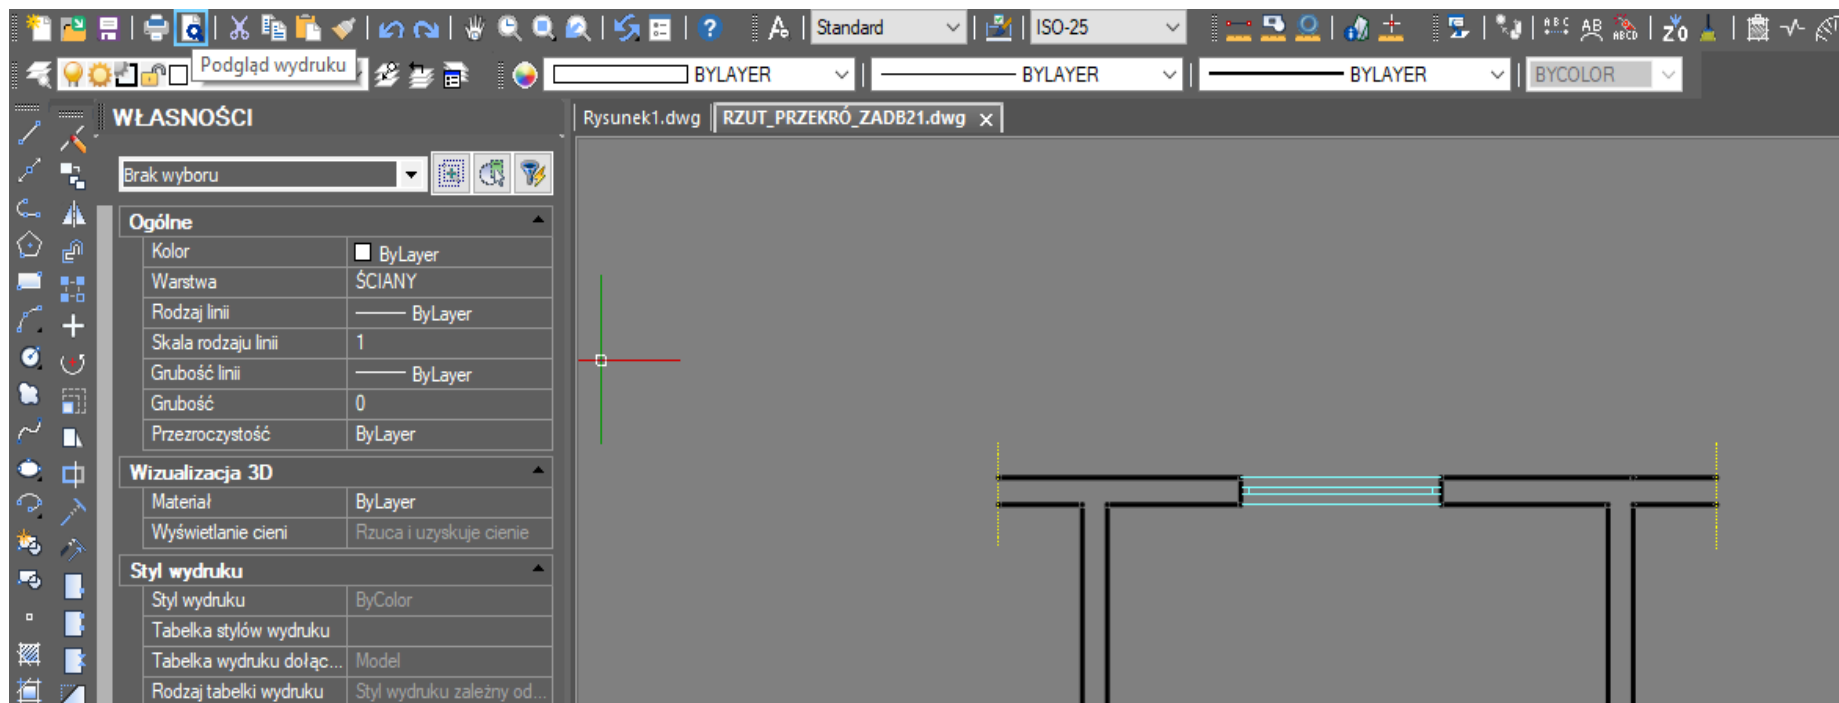 Standard
ISO-25
ABC
AB
ABCD
Podgląd wydruku
BYLAYER
BYLAYER
BYLAYER
BYCOLOR
WŁASNOŚCI
Rysunek1.dwg
RZUT_PRZEKRÓ_ZADB21.dwg x
Brak wyboru
Ogólne
Kolor ByLayer
Warstwa ŚCIANY
Rodzaj linii ByLayer
Skala rodzaju linii 1
Grubość linii ByLayer
Grubość 0
Przezroczystość ByLayer
Wizualizacja 3D
Materiał ByLayer
Wyświetlanie cieni Rzuca i uzyskuje cienie
Styl wydruku
Styl wydruku ByColor
Tabelka stylów wydruku
Tabelka wydruku dołąc... Model
Rodzaj tabelki wydruku Styl wydruku zależny od...